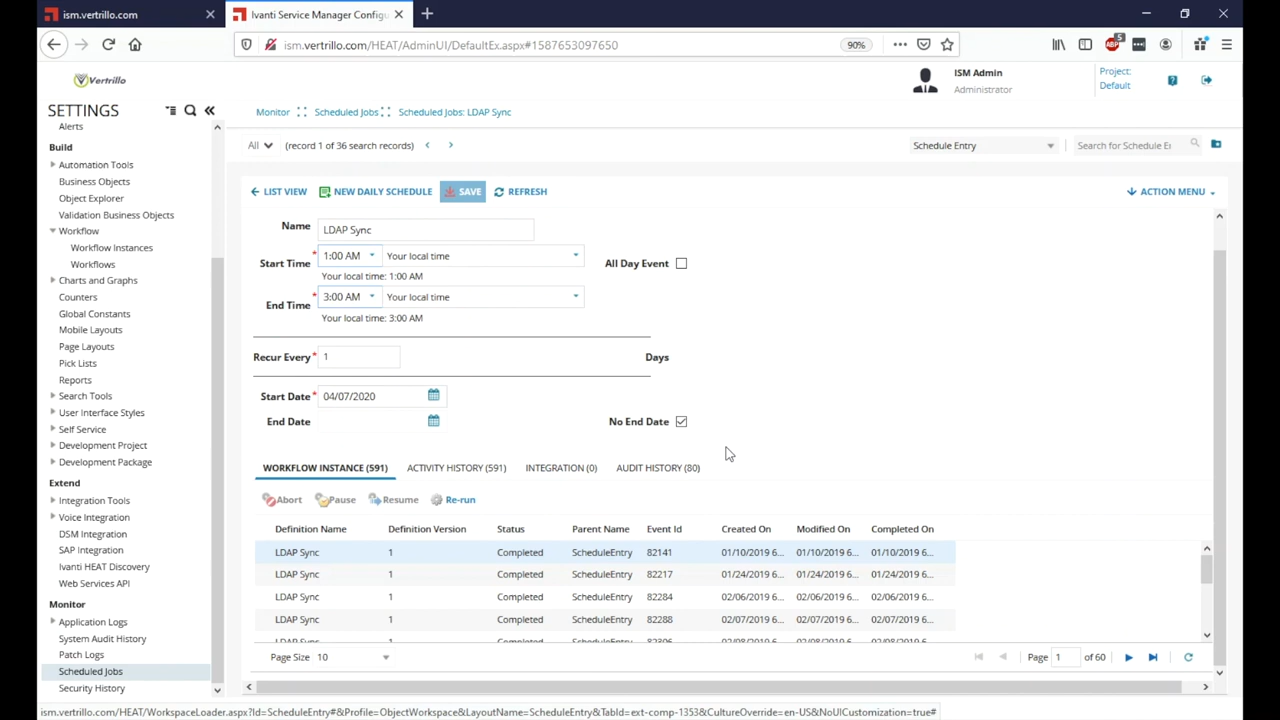 ism.vertrillo.com
Ivanti Service Manager Configu
ism.vertrillo.com/HEAT/AdminUI/DefaultEx.aspx#1587653097650
90%
ABP
5
Vertrillo
ISM Admin
Administrator
Project:
Default
SETTINGS
Monitor
Scheduled Jobs
Scheduled Jobs: LDAP Sync
Alerts
Build
Automation Tools
Business Objects
Object Explorer
Validation Business Objects
Workflow
Workflow Instances
Workflows
Charts and Graphs
Counters
Global Constants
Mobile Layouts
Page Layouts
Pick Lists
Reports
Search Tools
User Interface Styles
Self Service
Development Project
Development Package
Extend
Integration Tools
Voice Integration
DSM Integration
SAP Integration
Ivanti HEAT Discovery
Web Services API
Monitor
Application Logs
System Audit History
Patch Logs
Scheduled Jobs
Security History
All
(record 1 of 36 search records)
Schedule Entry
Search for Schedule Ei
LIST VIEW
NEW DAILY SCHEDULE
SAVE
REFRESH
ACTION MENU
Name
LDAP Sync
Start Time *
1:00 AM
Your local time
All Day Event
Your local time: 1:00 AM
End Time *
3:00 AM
Your local time
Your local time: 3:00 AM
Recur Every *
1
Days
Start Date *
04/07/2020
End Date
No End Date
WORKFLOW INSTANCE (591)
ACTIVITY HISTORY (591)
INTEGRATION (0)
AUDIT HISTORY (80)
Abort
Pause
Resume
Re-run
Definition Name Definition Version Status Parent Name Event Id Created On Modified On Completed On
LDAP Sync 1 Completed ScheduleEntry 82141 01/10/2019 6... 01/10/2019 6... 01/10/2019 6...
LDAP Sync 1 Completed ScheduleEntry 82217 01/24/2019 6... 01/24/2019 6... 01/24/2019 6...
LDAP Sync 1 Completed ScheduleEntry 82284 02/06/2019 6... 02/06/2019 6... 02/06/2019 6...
LDAP Sync 1 Completed ScheduleEntry 82288 02/07/2019 6... 02/07/2019 6... 02/07/2019 6...
Page Size 10
Page 1 of 60
ism.vertrillo.com/HEAT/WorkspaceLoader.aspx?Id=ScheduleEntry#&Profile=ObjectWorkspace&LayoutName=ScheduleEntry&TabId=ext-comp-1353&CultureOverride=en-US&NoUICustomization=true#